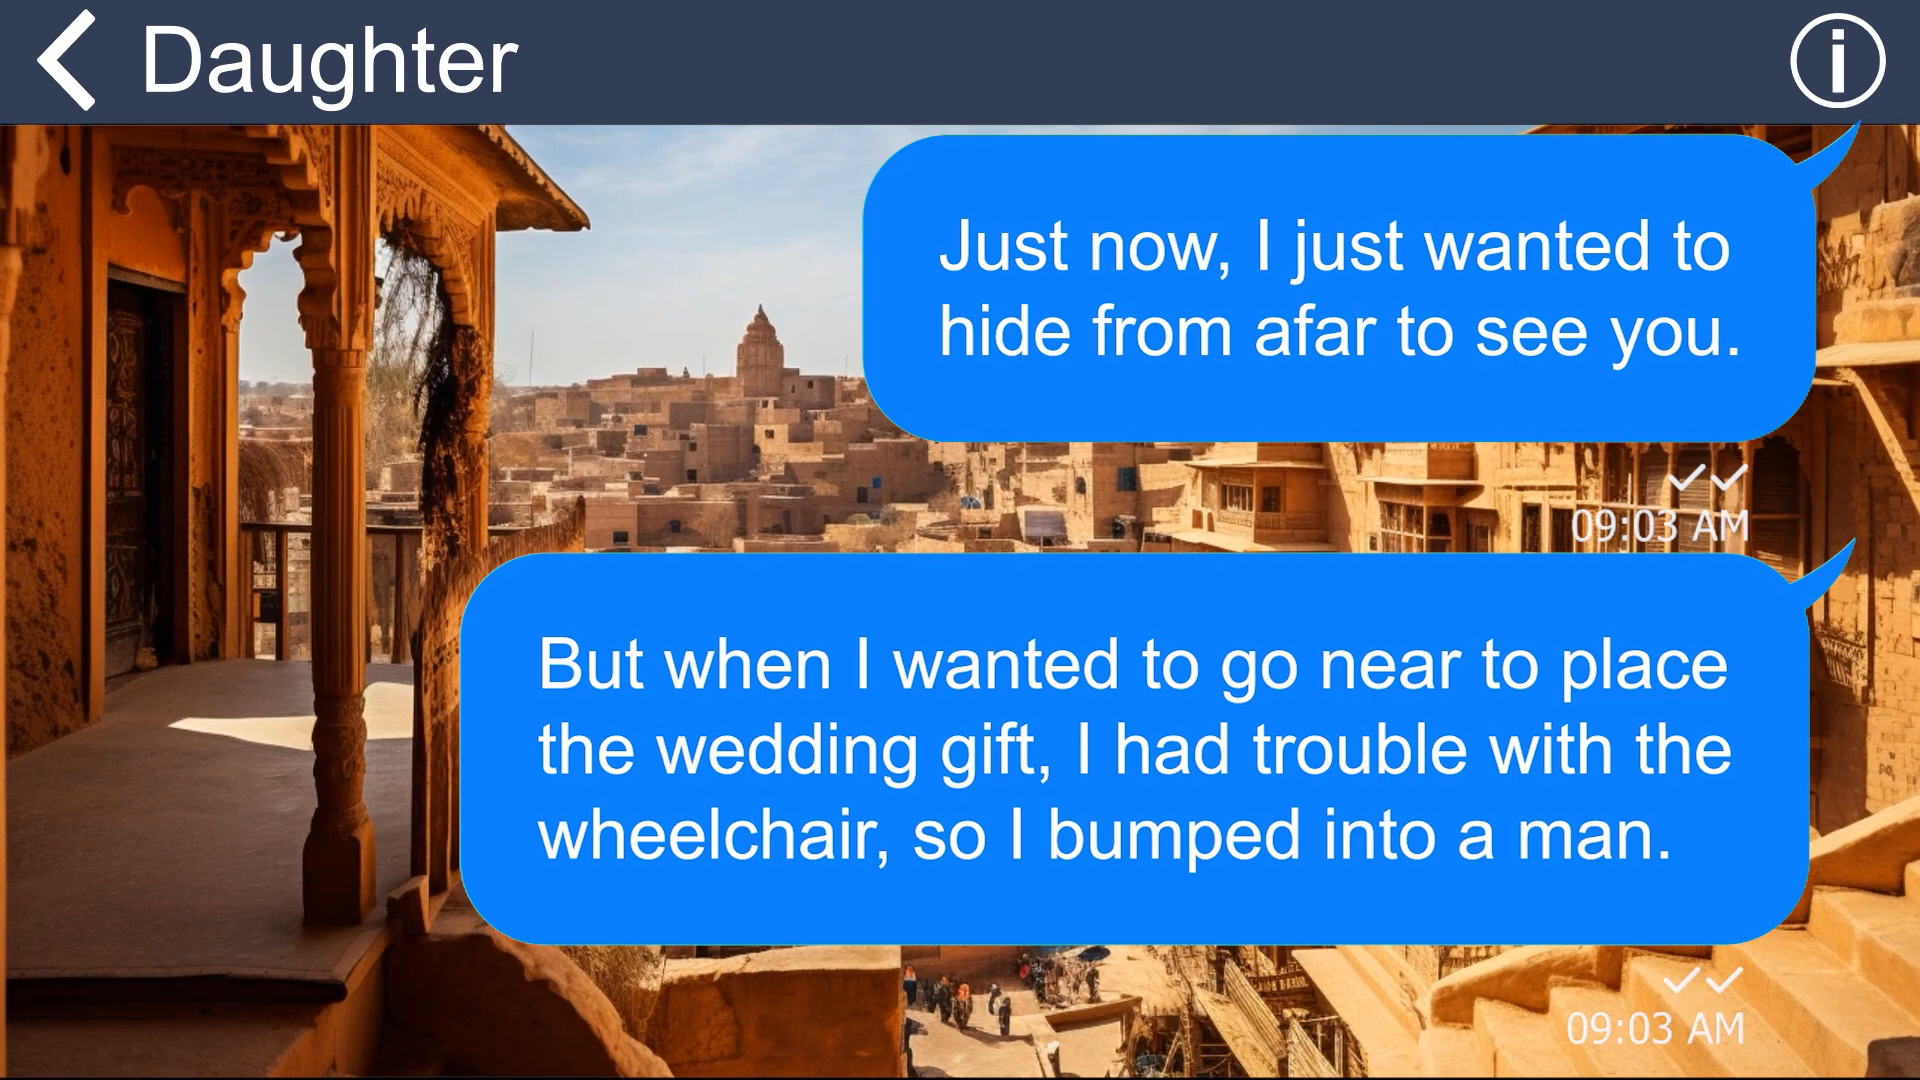 Daughter
Just now, I just wanted to
hide from afar to see you.
09:03 AM
But when I wanted to go near to place
the wedding gift, I had trouble with the
wheelchair, so I bumped into a man.
09:03 AM